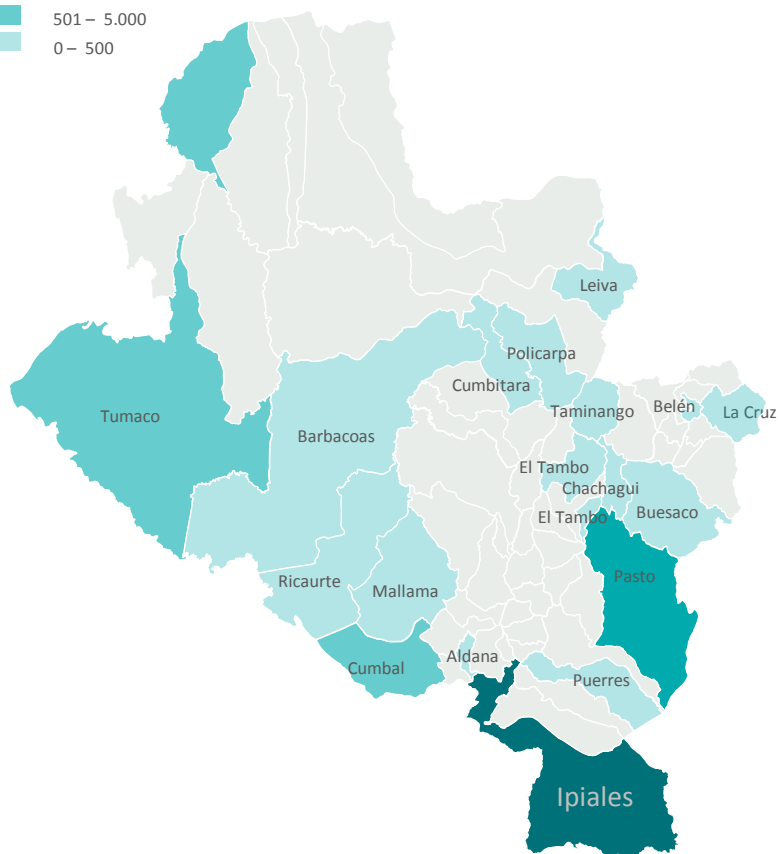 501 – 5.000
0 – 500
Leiva
Policarpa
Cumbitara
Belén
Taminango
La Cruz
Tumaco
Barbacoas
El Tambo
Chachagui
Buesaco
El Tambo
Pasto
Ricaurte
Mallama
Aldana
Cumbal
Puerres
Ipiales